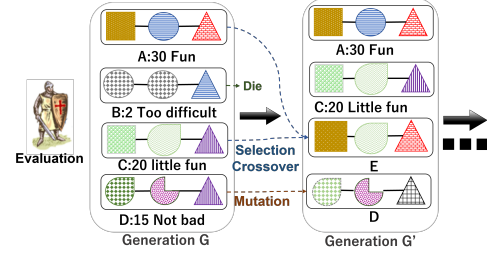 A:30 Fun
Die
B:2 Too difficult
Evaluation
C:20 little fun
Selection
Crossover
D:15 Not bad
Mutation
Generation G
A:30 Fun
C:20 Little fun
E
D
Generation G'